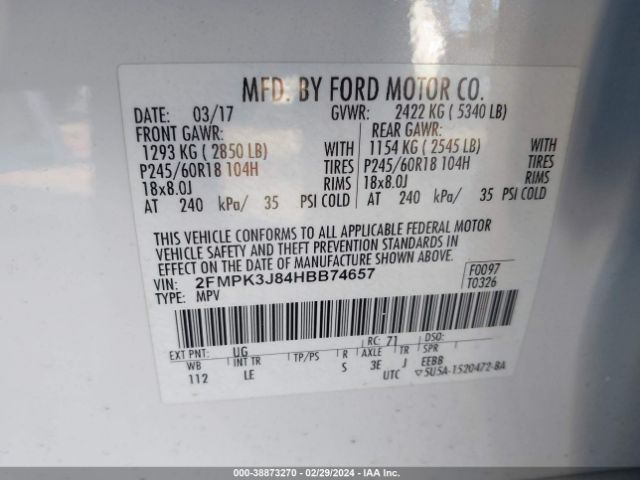 MFD. BY FORD MOTOR CO.
DATE: 03/17 GVWR: 2422 KG ( 5340 LB)
FRONT GAWR: REAR GAWR:
1293 KG ( 2850 LB) WITH 1154 KG ( 2545 LB) WITH
P245/60R18 104H TIRES P245/60R18 104H TIRES
18x8.0J RIMS 18x8.0J RIMS
AT 240 kPa/ 35 PSI COLD AT 240 kPa/ 35 PSI COLD
THIS VEHICLE CONFORMS TO ALL APPLICABLE FEDERAL MOTOR
VEHICLE SAFETY AND THEFT PREVENTION STANDARDS IN
EFFECT ON THE DATE OF MANUFACTURE SHOWN ABOVE.
VIN: 2FMPK3J84HBB74657 F0097
TYPE: MPV T0326
EXT PNT: UG RC: 71 DSO:
WB INT TR TP/PS R AXLE TR SPR
112 LE S 3E J EEBB
UTC ▽5U5A-1520472-BA
000-38873270 - 02/29/2024 - IAA Inc.